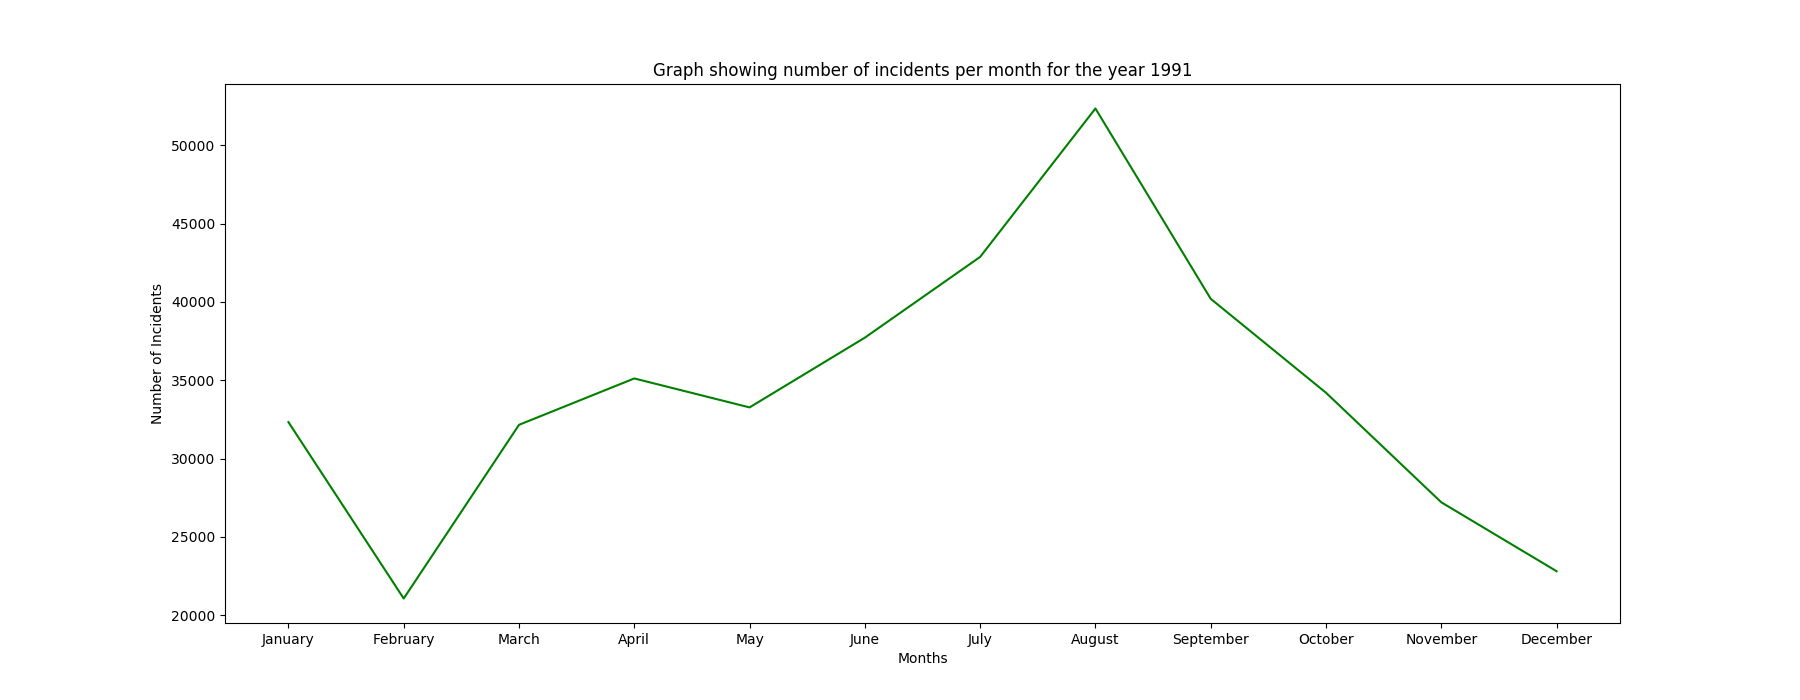 Graph showing number of incidents per month for the year 1991
Number of Incidents
50000
45000
40000
35000
30000
25000
20000
January February March April May June July August September October November December
Months